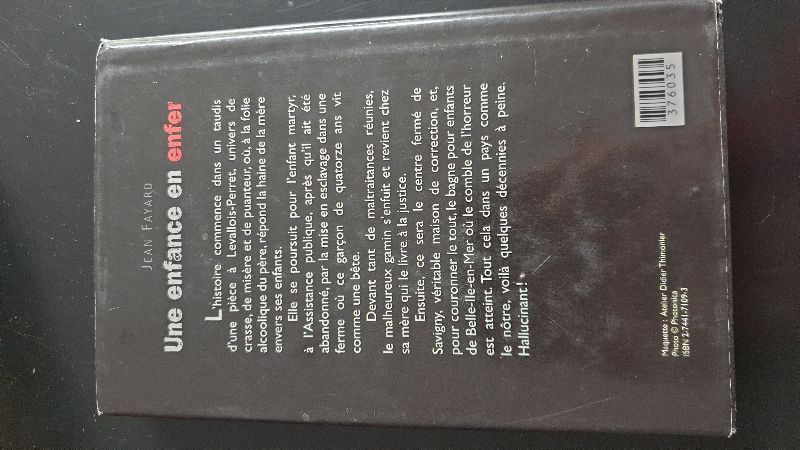 JEAN FAYARD
Une enfance en enfer
L'histoire commence dans un taudis
d'une pièce à Levallois-Perret, univers de
crasse, de misère et de puanteur, où, à la folie
alcoolique du père, répond la haine de la mère
envers ses enfants.
Elle se poursuit pour l'enfant martyr,
à l'Assistance publique, après qu'il ait été
abandonné, par la mise en esclavage dans une
ferme où ce garçon de quatorze ans vit
comme une bête.
Devant tant de maltraitances réunies,
le malheureux gamin s'enfuit et revient chez
sa mère qui le livre à la justice.
Ensuite, ce sera le centre fermé de
Savigny, véritable maison de correction, et,
pour couronner le tout, le bagne pour enfants
de Belle-Ile-en-Mer où le comble de l'horreur
est atteint. Tout cela dans un pays comme
le nôtre, voilà quelques décennies à peine.
Hallucinant !
Maquette : Atelier Didier Thimonier
Photo © Photonica
ISBN 2-7441-7109-3
376035